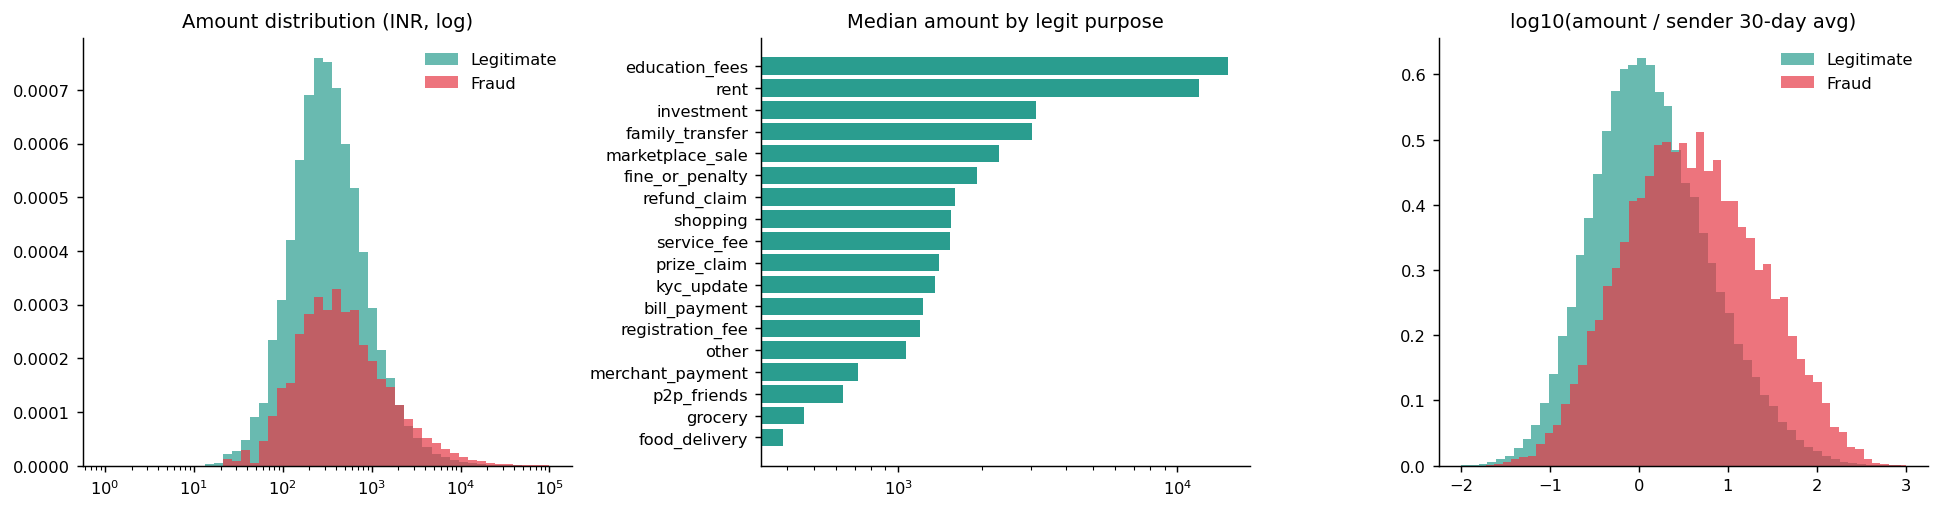 Amount distribution (INR, log)
Legitimate
Fraud
0.0007
0.0006
0.0005
0.0004
0.0003
0.0002
0.0001
0.0000
10⁰ 10¹ 10² 10³ 10⁴ 10⁵
Median amount by legit purpose
education_fees
rent
investment
family_transfer
marketplace_sale
fine_or_penalty
refund_claim
shopping
service_fee
prize_claim
kyc_update
bill_payment
registration_fee
other
merchant_payment
p2p_friends
grocery
food_delivery
10³ 10⁴
log10(amount / sender 30-day avg)
Legitimate
Fraud
0.6
0.5
0.4
0.3
0.2
0.1
0.0
−2 −1 0 1 2 3